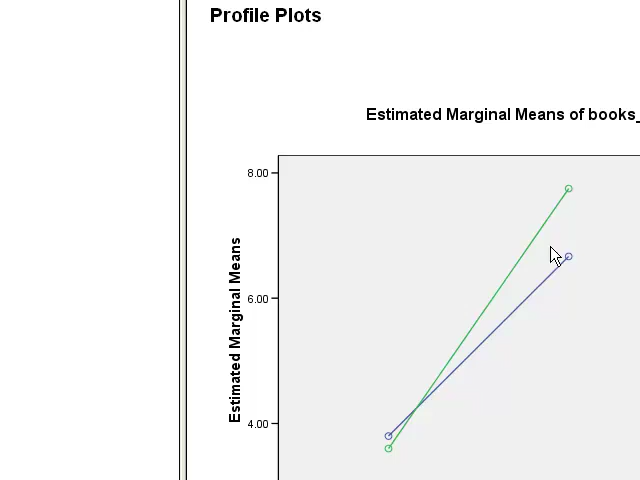 Profile Plots
Estimated Marginal Means of books_
8.00
6.00
4.00
Estimated Marginal Means